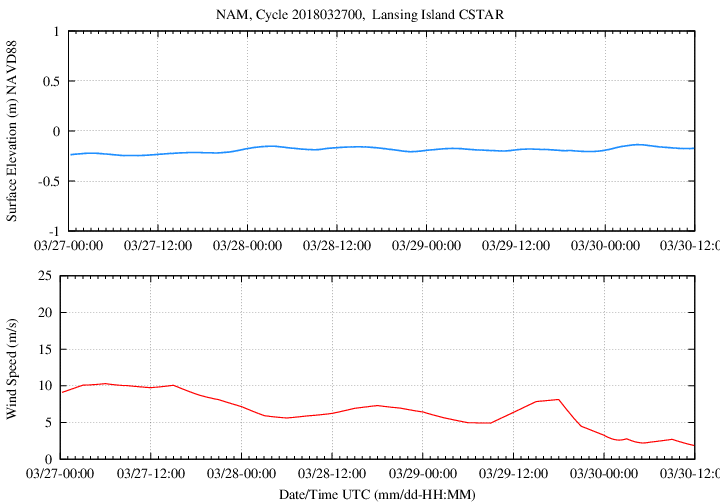 NAM, Cycle 2018032700,  Lansing Island CSTAR
Surface Elevation (m) NAVD88
1
0.5
0
-0.5
-1
03/27-00:00 03/27-12:00 03/28-00:00 03/28-12:00 03/29-00:00 03/29-12:00 03/30-00:00 03/30-12:0
Wind Speed (m/s)
25
20
15
10
5
0
03/27-00:00 03/27-12:00 03/28-00:00 03/28-12:00 03/29-00:00 03/29-12:00 03/30-00:00 03/30-12:0
Date/Time UTC (mm/dd-HH:MM)